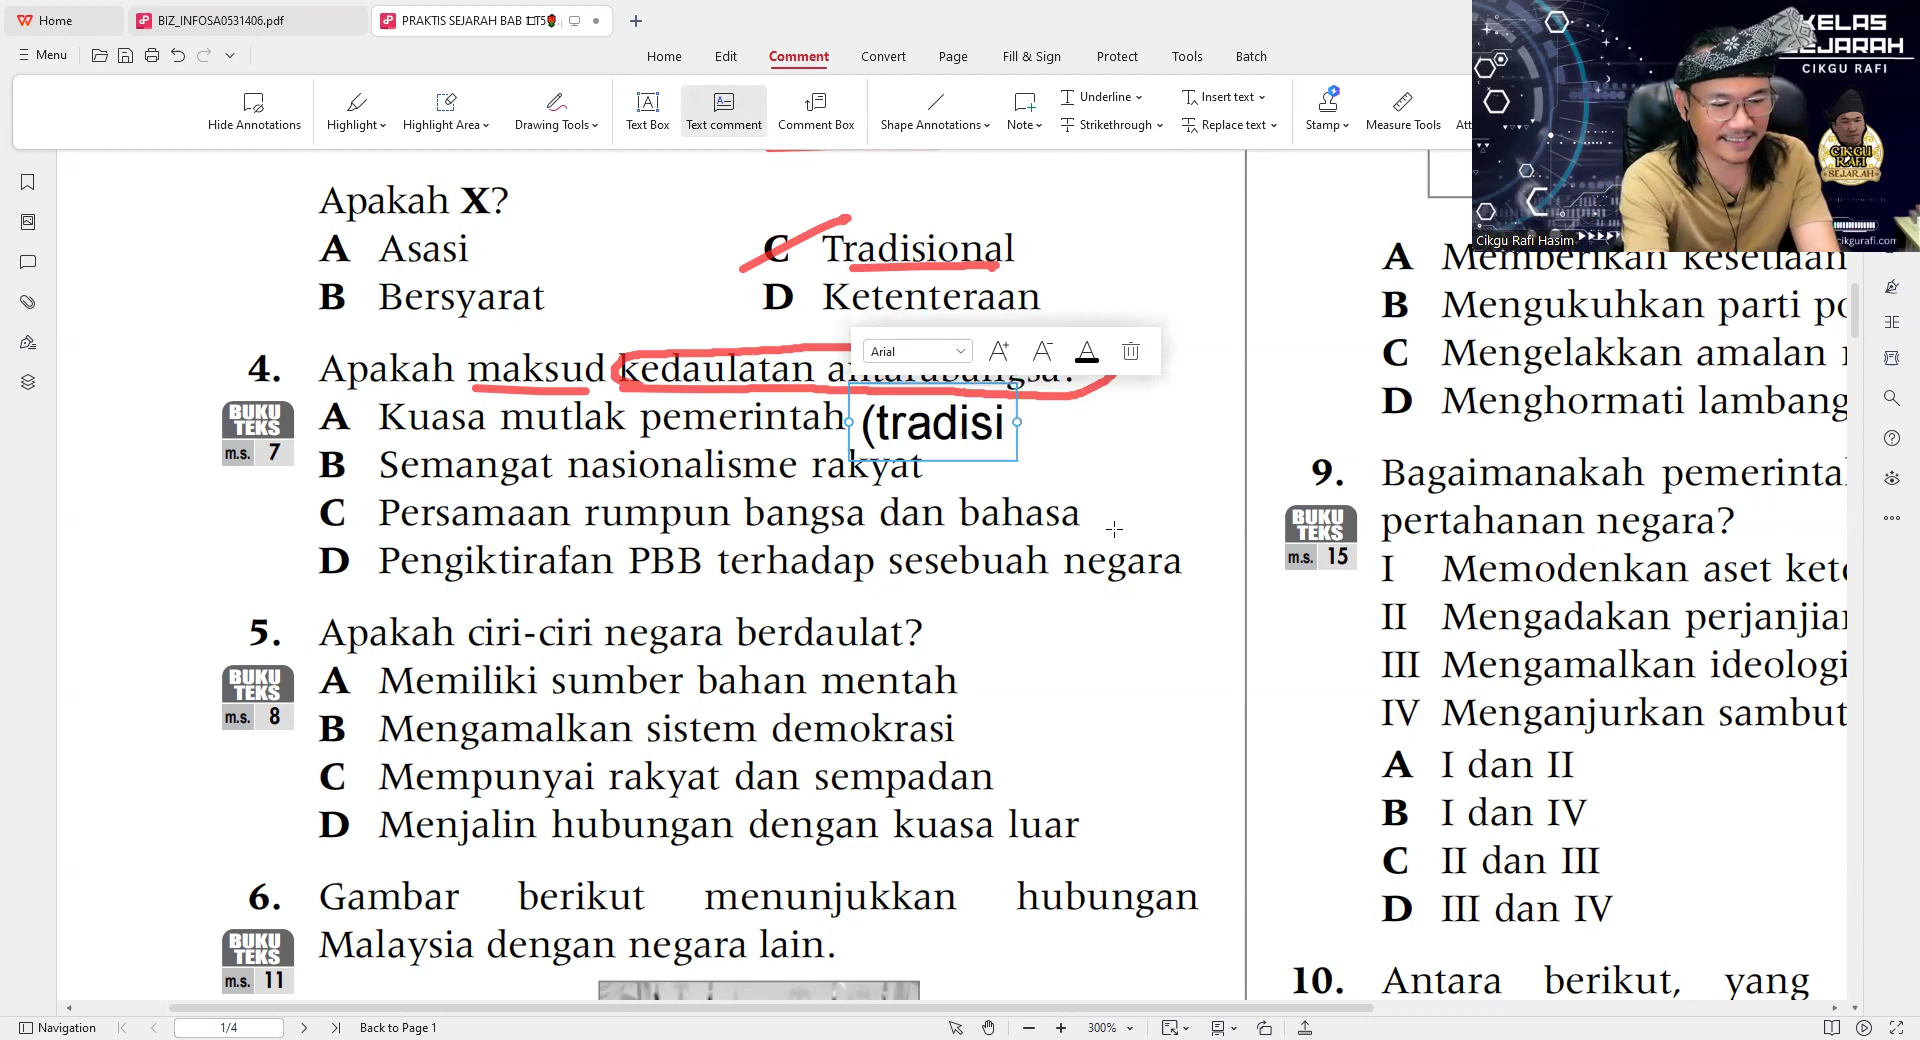 Home
BIZ_INFOSA0531406.pdf
PRAKTIS SEJARAH BAB
Menu
Home Edit Comment Convert Page Fill & Sign Protect Tools Batch
Hide Annotations
Highlight
Highlight Area
Drawing Tools
Text Box
Text comment
Comment Box
Shape Annotations
Note
Underline
Strikethrough
Insert text
Replace text
Stamp
Measure Tools
KELAS
SEJARAH
CIKGU RAFI
CIKGU
RAFI
SEJARAH
cikgurafi.com
Cikgu Rafi Hasim
Apakah X?
A Asasi
B Bersyarat
C Tradisional
D Ketenteraan
Arial
4. Apakah maksud kedaulatan antarabangsa?
BUKU
TEKS
m.s. 7
A Kuasa mutlak pemerintah (tradisi
B Semangat nasionalisme rakyat
C Persamaan rumpun bangsa dan bahasa
D Pengiktirafan PBB terhadap sesebuah negara
5. Apakah ciri-ciri negara berdaulat?
BUKU
TEKS
m.s. 8
A Memiliki sumber bahan mentah
B Mengamalkan sistem demokrasi
C Mempunyai rakyat dan sempadan
D Menjalin hubungan dengan kuasa luar
6. Gambar berikut menunjukkan hubungan
Malaysia dengan negara lain.
BUKU
TEKS
m.s. 11
A Memberikan kesetiaan
B Mengukuhkan parti
C Mengelakkan amalan
D Menghormati lambang
9. Bagaimanakah
pertahanan negara?
BUKU
TEKS
m.s. 15
I Memodenkan aset
II Mengadakan
III Mengamalkan ideologi
IV Menganjurkan
A I dan II
B I dan IV
C II dan III
D III dan IV
10. Antara berikut, yang
Navigation
1/4
Back to Page 1
300%